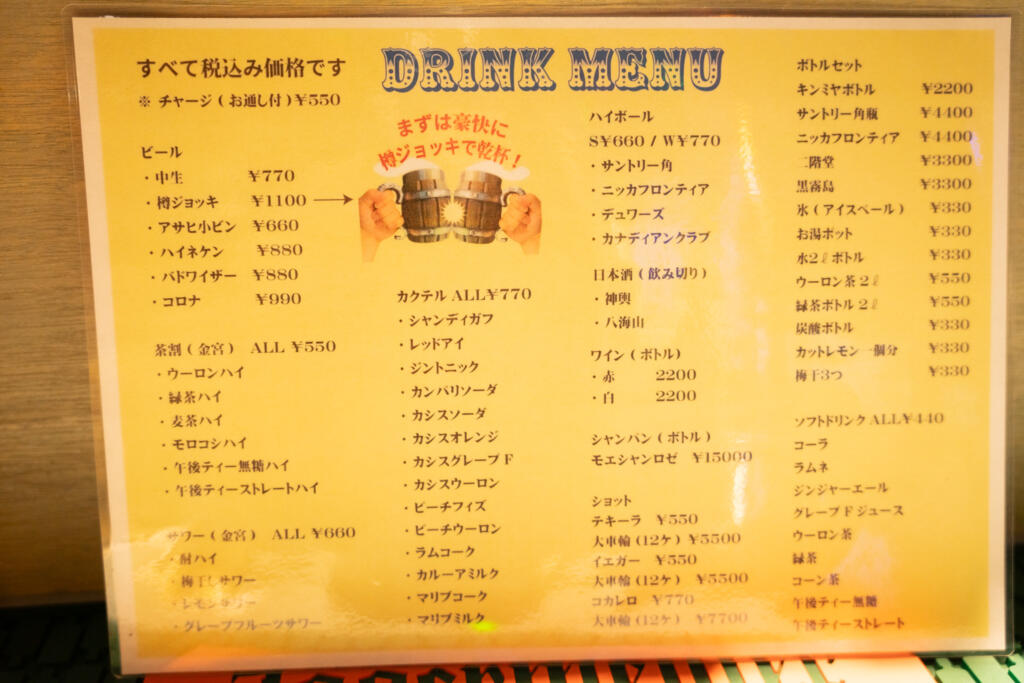 すべて税込み価格です
※ チャージ ( お通し付 ) ¥550
DRINK MENU
ビール
・中生 ¥770
・樽ジョッキ ¥1100
・アサヒ小ビン ¥660
・ハイネケン ¥880
・バドワイザー ¥880
・コロナ ¥990
まずは豪快に
樽ジョッキで乾杯！
茶割 ( 金宮 ) ALL ¥550
・ウーロンハイ
・緑茶ハイ
・麦茶ハイ
・モロコシハイ
・午後ティー無糖ハイ
・午後ティーストレートハイ
サワー ( 金宮 ) ALL ¥660
・酎ハイ
・梅干しサワー
・レモンサワー
・グレープフルーツサワー
カクテル ALL¥770
・シャンディガフ
・レッドアイ
・ジントニック
・カンパリソーダ
・カシスソーダ
・カシスオレンジ
・カシスグレープ F
・カシスウーロン
・ピーチフィズ
・ピーチウーロン
・ラムコーク
・カルーアミルク
・マリブコーク
・マリブミルク
ハイボール
S¥660 / W¥770
・サントリー角
・ニッカフロンティア
・デュワーズ
・カナディアンクラブ
日本酒 ( 飲み切り )
・神輿
・八海山
ワイン ( ボトル )
・赤 2200
・白 2200
シャンパン ( ボトル )
モエシャンロゼ ¥15000
ショット
テキーラ ¥550
大車輪 (12ケ ) ¥5500
イエガー ¥550
大車輪 (12ケ ) ¥5500
コカレロ ¥770
大車輪 (12ケ ) ¥7700
ボトルセット
キンミヤボトル ¥2200
サントリー角瓶 ¥4400
ニッカフロンティア ¥4400
二階堂 ¥3300
黒霧島 ¥3300
氷 ( アイスペール ) ¥330
お湯ポット ¥330
水２ℓ ボトル ¥330
ウーロン茶２ℓ ¥550
緑茶ボトル２ℓ ¥550
炭酸ボトル ¥330
カットレモン一個分 ¥330
梅干3つ ¥330
ソフトドリンク ALL¥440
コーラ
ラムネ
ジンジャーエール
グレープ F ジュース
ウーロン茶
緑茶
コーン茶
午後ティー無糖
午後ティーストレート